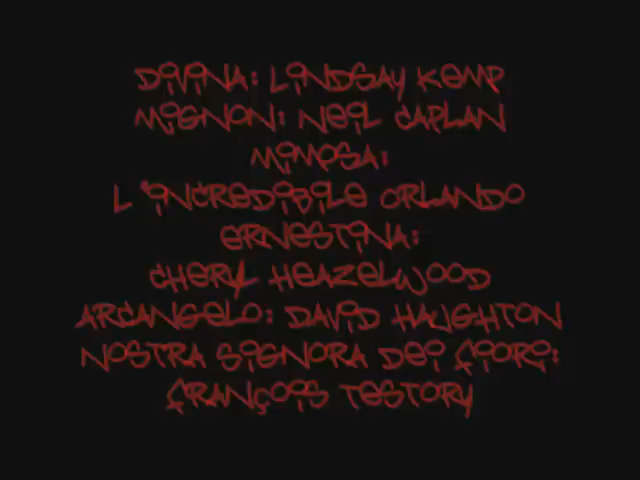 DIVINA: LINDSAY KEMP
MIGNON: NEIL CAPLAN
MIMOSA:
L'INCREDIBILE ORLANDO
ERNESTINA:
CHERYL HEAZELWOOD
ARCANGELO: DAVID HAUGHTON
NOSTRA SIGNORA DEI FIORI:
FRANÇOIS TESTORY